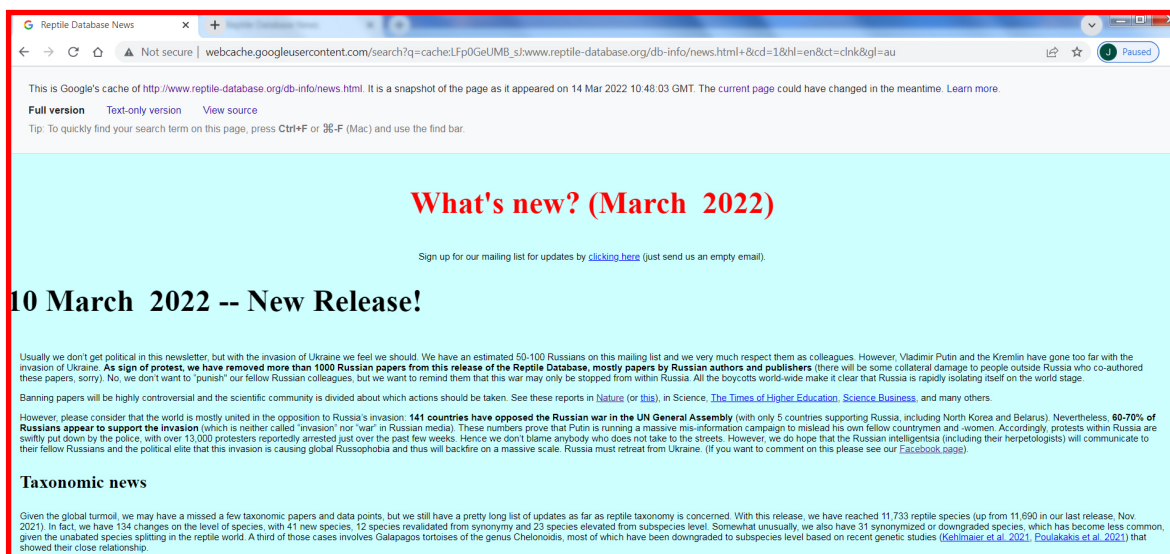 Reptile Database News
Not secure | webcache.googleusercontent.com/search?q=cache:LFp0GeUMB_sJ:www.reptile-database.org/db-info/news.html+&cd=1&hl=en&ct=clnk&gl=au
J Paused
This is Google's cache of http://www.reptile-database.org/db-info/news.html. It is a snapshot of the page as it appeared on 14 Mar 2022 10:48:03 GMT. The current page could have changed in the meantime. Learn more.
Full version Text-only version View source
Tip: To quickly find your search term on this page, press Ctrl+F or ⌘-F (Mac) and use the find bar.
What's new? (March 2022)
Sign up for our mailing list for updates by clicking here (just send us an empty email).
10 March 2022 -- New Release!
Usually we don't get political in this newsletter, but with the invasion of Ukraine we feel we should. We have an estimated 50-100 Russians on this mailing list and we very much respect them as colleagues. However, Vladimir Putin and the Kremlin have gone too far with the
invasion of Ukraine. As sign of protest, we have removed more than 1000 Russian papers from this release of the Reptile Database, mostly papers by Russian authors and publishers (there will be some collateral damage to people outside Russia who co-authored
these papers, sorry). No, we don't want to "punish" our fellow Russian colleagues, but we want to remind them that this war may only be stopped from within Russia. All the boycotts world-wide make it clear that Russia is rapidly isolating itself on the world stage.
Banning papers will be highly controversial and the scientific community is divided about which actions should be taken. See these reports in Nature (or this), in Science, The Times of Higher Education, Science Business, and many others.
However, please consider that the world is mostly united in the opposition to Russia's invasion: 141 countries have opposed the Russian war in the UN General Assembly (with only 5 countries supporting Russia, including North Korea and Belarus). Nevertheless, 60-70% of
Russians appear to support the invasion (which is neither called "invasion" nor "war" in Russian media). These numbers prove that Putin is running a massive mis-information campaign to mislead his own fellow countrymen and -women. Accordingly, protests within Russia are
swiftly put down by the police, with over 13,000 protesters reportedly arrested just over the past few weeks. Hence we don't blame anybody who does not take to the streets. However, we do hope that the Russian intelligentsia (including their herpetologists) will communicate to
their fellow Russians and the political elite that this invasion is causing global Russophobia and thus will backfire on a massive scale. Russia must retreat from Ukraine. (If you want to comment on this please see our Facebook page).
Taxonomic news
Given the global turmoil, we may have a missed a few taxonomic papers and data points, but we still have a pretty long list of updates as far as reptile taxonomy is concerned. With this release, we have reached 11,733 reptile species (up from 11,690 in our last release, Nov.
2021). In fact, we have 134 changes on the level of species, with 41 new species, 12 species revalidated from synonymy and 23 species elevated from subspecies level. Somewhat unusually, we also have 31 synonymized or downgraded species, which has become less common,
given the unabated species splitting in the reptile world. A third of those cases involves Galapagos tortoises of the genus Chelonoidis, most of which have been downgraded to subspecies level based on recent genetic studies (Kehlmaier et al. 2021, Poulakakis et al. 2021) that
showed their close relationship.